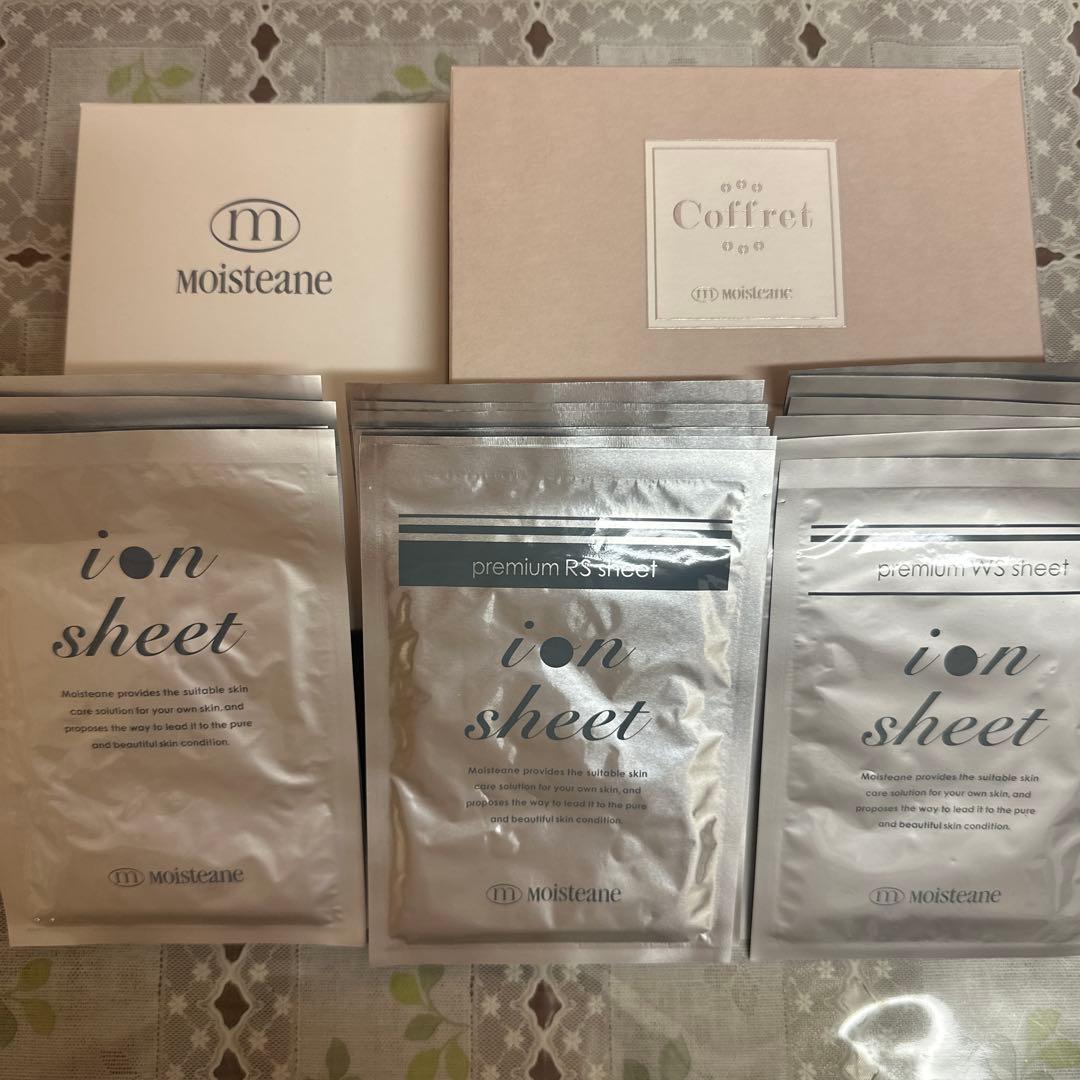 m
Moisteane
Coffret
m Moisteane
ion
sheet
Moisteane provides the suitable skin
care solution for your own skin, and
proposes the way to lead it to the pure
and beautiful skin condition.
m Moisteane
premium RS sheet
ion
sheet
Moisteane provides the suitable skin
care solution for your own skin, and
proposes the way to lead it to the pure
and beautiful skin condition.
m Moisteane
premium WS sheet
ion
sheet
Moisteane provides the suitable skin
care solution for your own skin, and
proposes the way to lead it to the pure
and beautiful skin condition.
m Moisteane